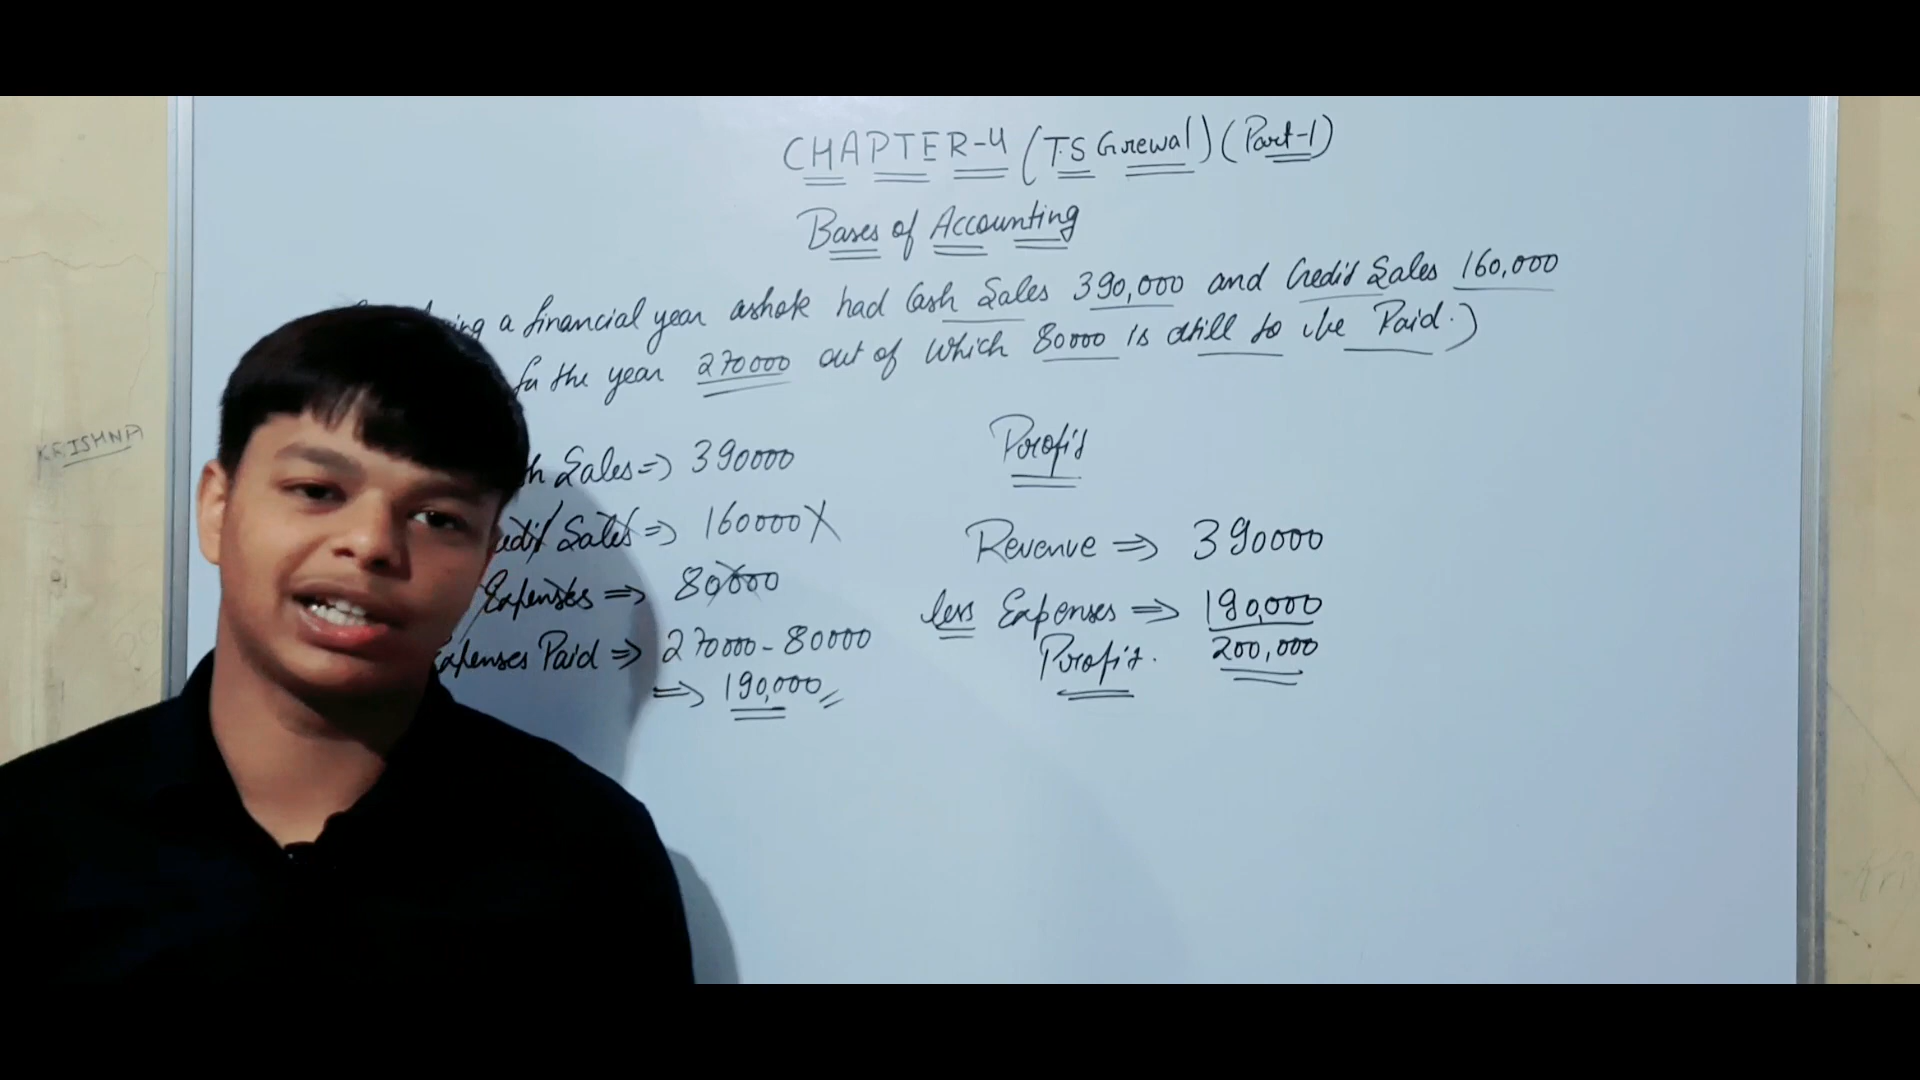 CHAPTER-4 (T.S Grewal) (Part-1)
Bases of Accounting
a financial year ashok had Cash Sales 390,000 and Credit Sales 160,000
for the year 270000 out of which 80000 is still to be Paid.)
KRISHNA
Profit
Sales => 390000
Sales => 160000 X
Revenue => 390000
Expenses => 80000
less Expenses => 190,000
Expenses Paid => 270000 - 80000
Profit. 200,000
=> 190,000